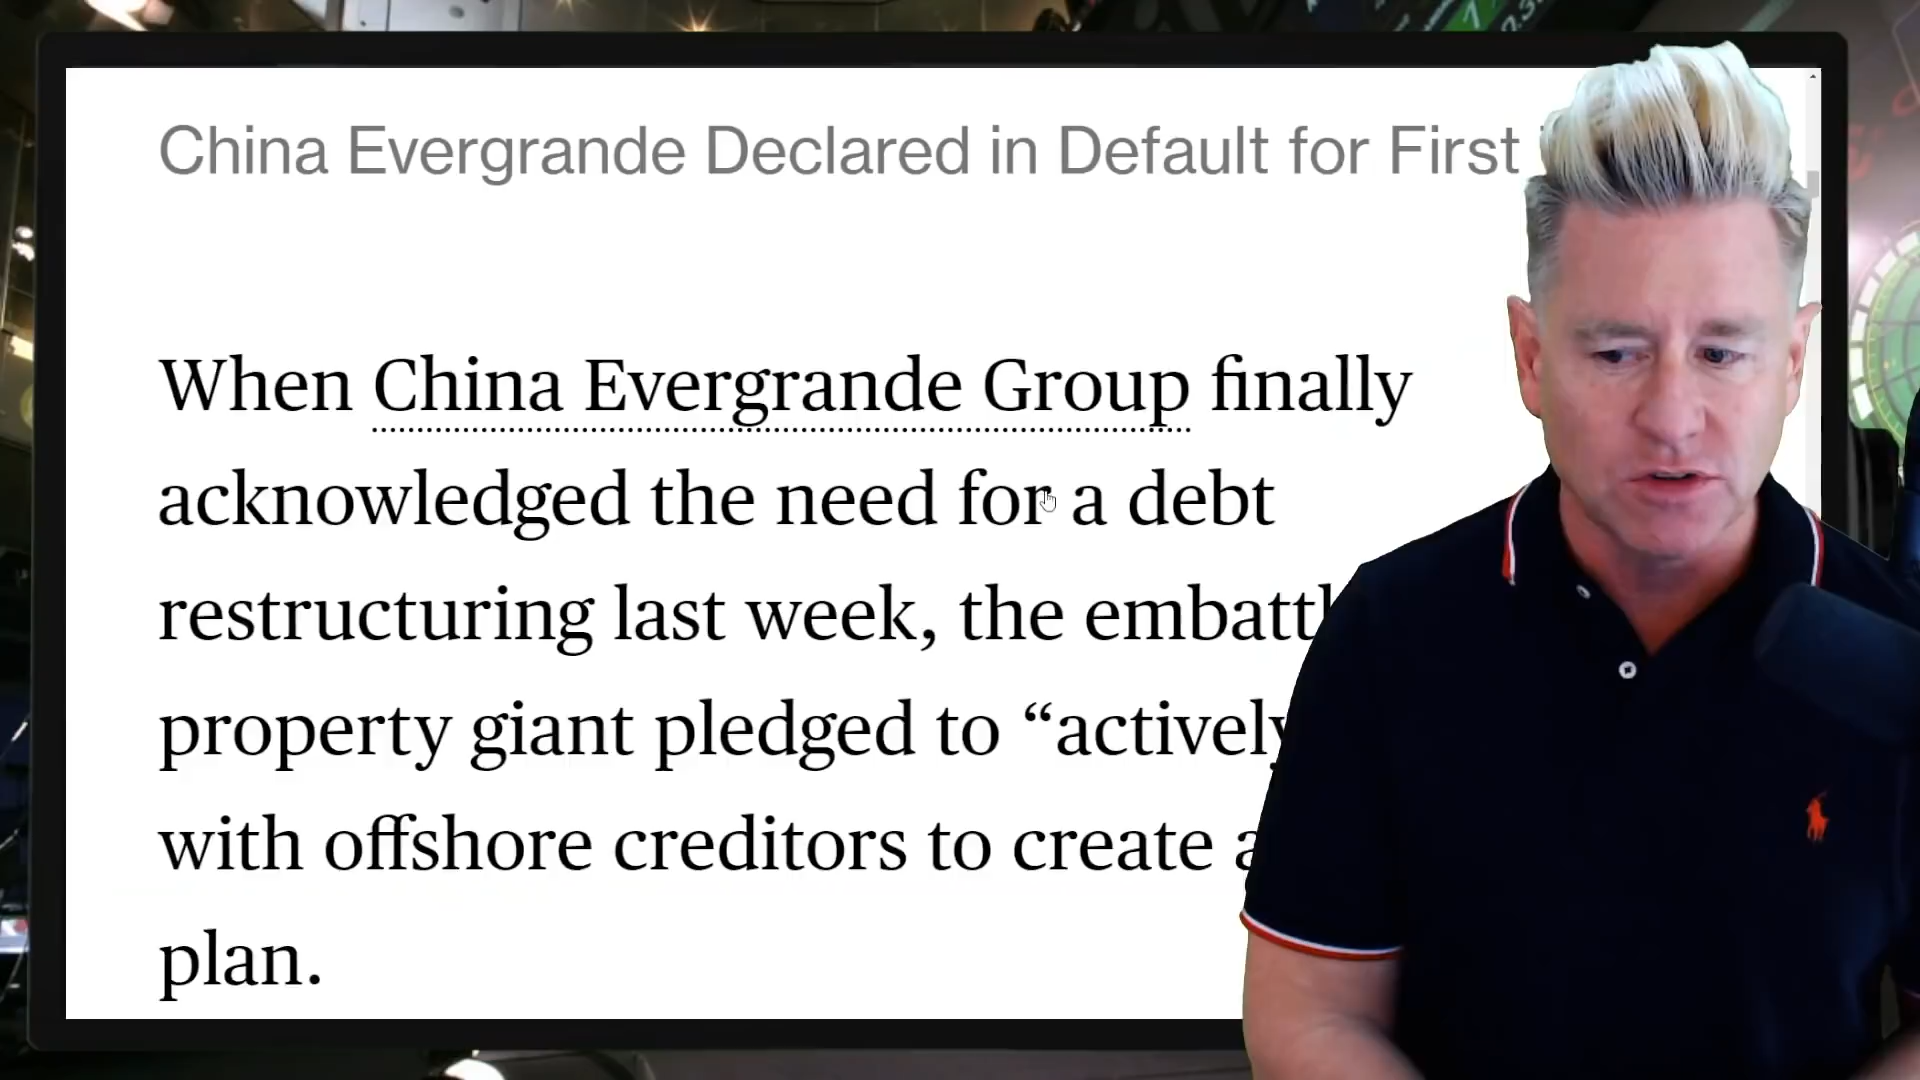 China Evergrande Declared in Default for First
When China Evergrande Group finally
acknowledged the need for a debt
restructuring last week, the
property giant pledged to “actively
with offshore creditors to create a
plan.